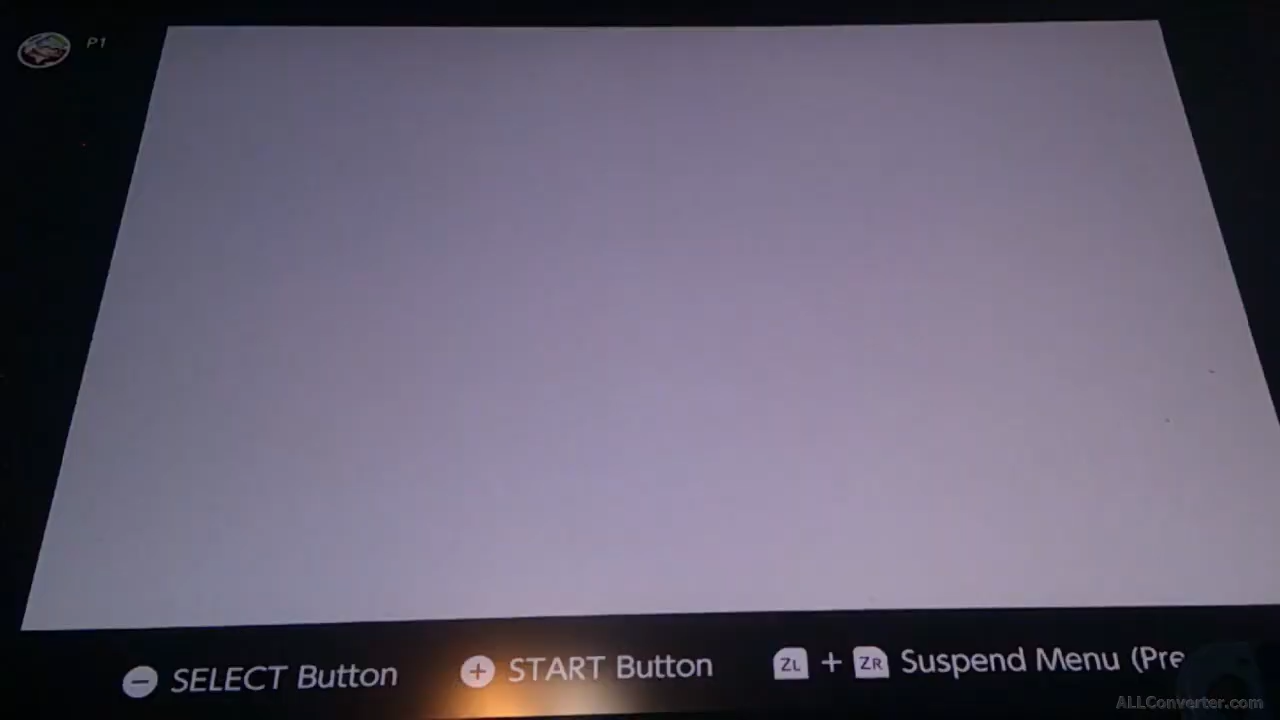 P1
SELECT Button
START Button
ZL + ZR Suspend Menu (Pre
ALLConverter.com